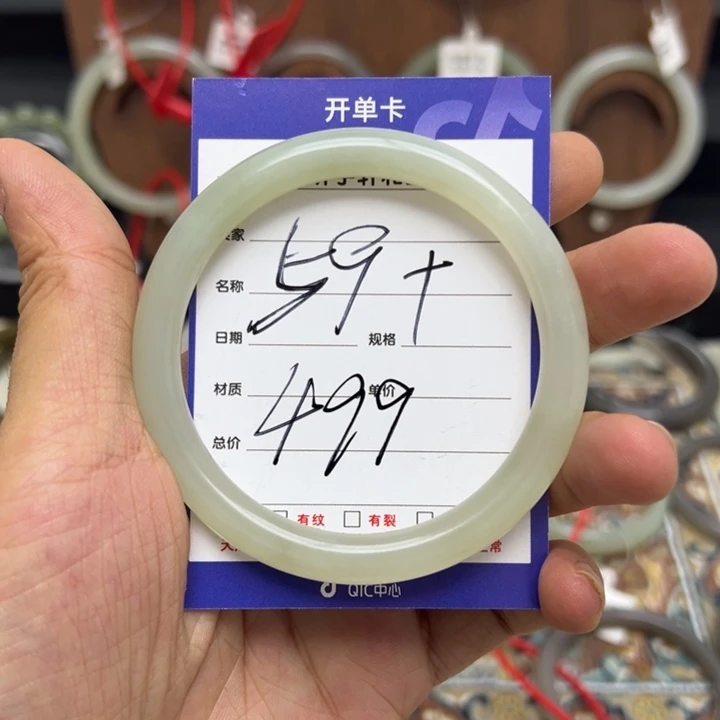 开单卡
家
59+
名称
日期 规格
499
材质 单价
总价
有纹 有裂
QIC中心